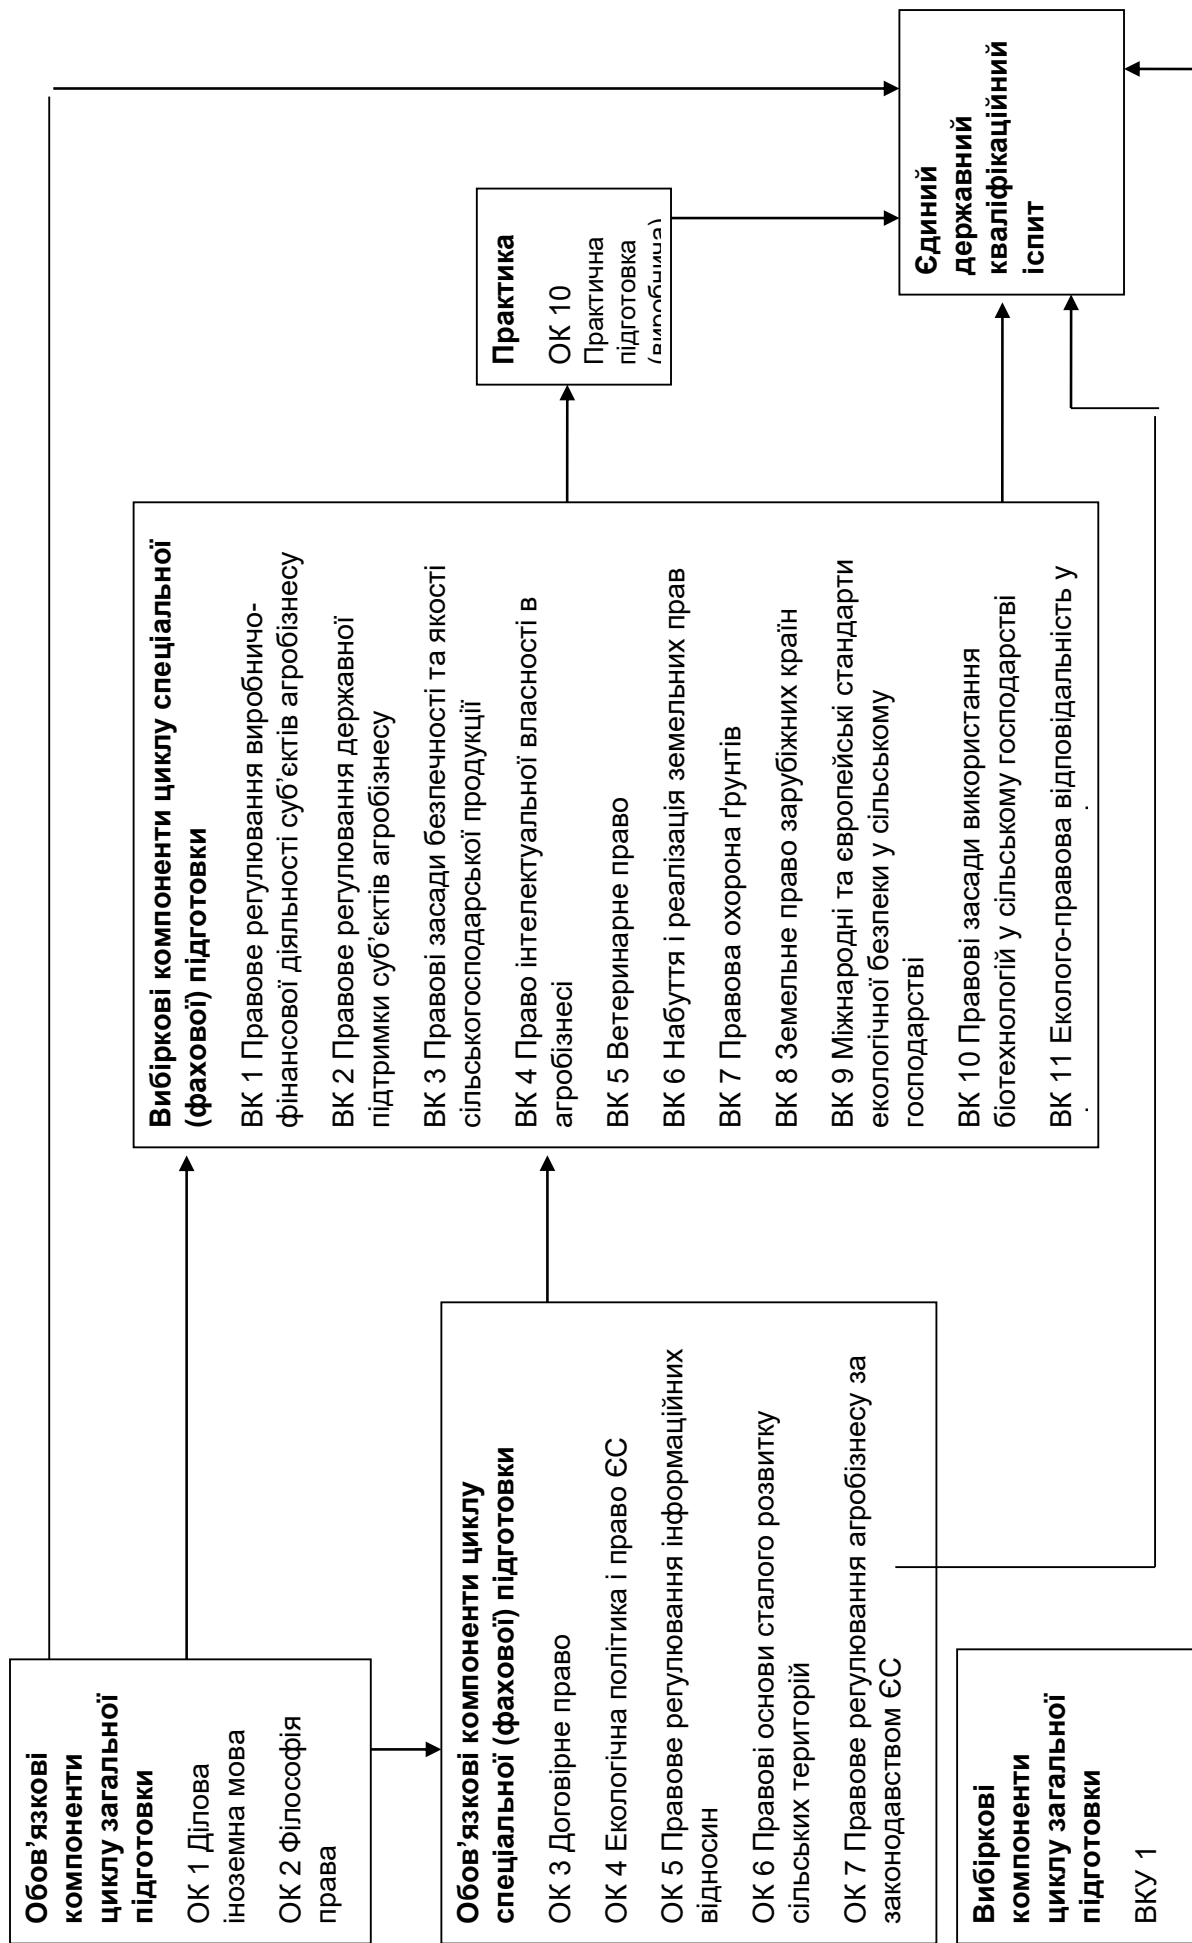 Обов’язкові
компоненти
циклу загальної
підготовки
ОК 1 Ділова
іноземна мова
ОК 2 Філософія
права
Обов’язкові компоненти циклу
спеціальної (фахової) підготовки
ОК 3 Договірне право
ОК 4 Екологічна політика і право ЄС
ОК 5 Правове регулювання інформаційних
відносин
ОК 6 Правові основи сталого розвитку
сільських територій
ОК 7 Правове регулювання агробізнесу за
законодавством ЄС
Вибіркові
компоненти
циклу загальної
підготовки
ВКУ 1
Вибіркові компоненти циклу спеціальної
(фахової) підготовки
ВК 1 Правове регулювання виробничо-
фінансової діяльності суб’єктів агробізнесу
ВК 2 Правове регулювання державної
підтримки суб’єктів агробізнесу
ВК 3 Правові засади безпечності та якості
сільськогосподарської продукції
ВК 4 Право інтелектуальної власності в
агробізнесі
ВК 5 Ветеринарне право
ВК 6 Набуття і реалізація земельних прав
ВК 7 Правова охорона ґрунтів
ВК 8 Земельне право зарубіжних країн
ВК 9 Міжнародні та європейські стандарти
екологічної безпеки у сільському
господарстві
ВК 10 Правові засади використання
біотехнологій у сільському господарстві
ВК 11 Еколого-правова відповідальність у
Практика
ОК 10
Практична
підготовка
(виробнича)
Єдиний
державний
кваліфікаційний
іспит